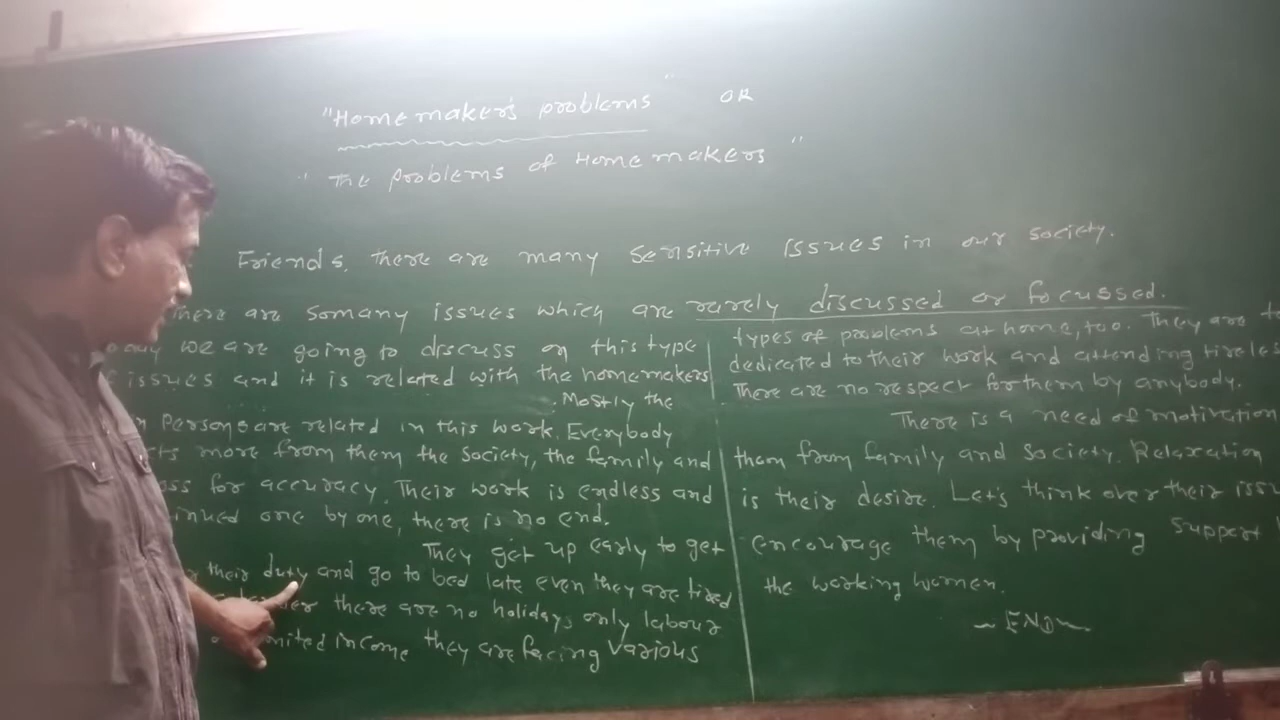 "Homemaker's problems" OR
"The problems of Homemakers"
Friends, there are many sensitive issues in our society.
here are somany issues which are rarely discussed or focussed.
we are going to discuss on this type
issues and it is related with the homemakers
. Mostly the
Persons are related in this work. Everybody
more from them the society, the family and
for accuracy. Their work is endless and
one by one, there is no end.
They get up early to get
their duty and go to bed late even they are tired
there are no holidays only labour
income they are facing various
types of problems at home, too. They are
dedicated to their work and attending
There are no respect for them by anybody.
There is a need of motivation
them from family and society. Relaxation
is their desire. Let's think over their
encourage them by providing support
the working women.
END